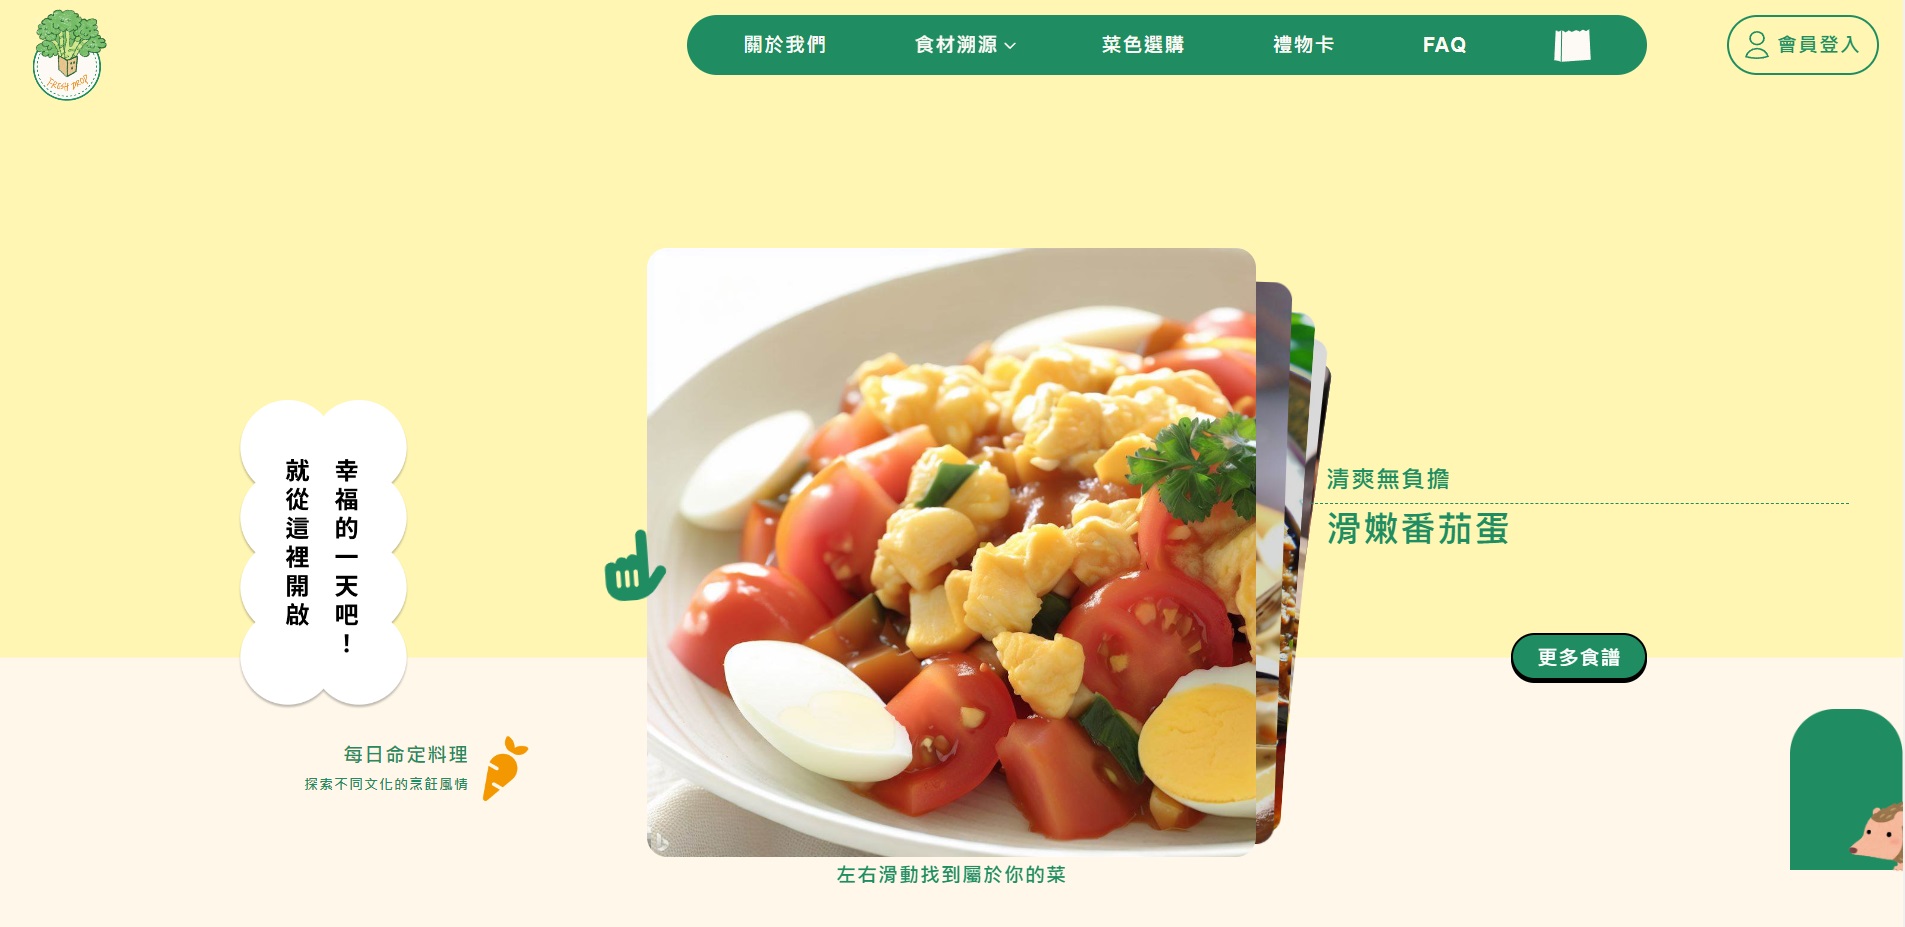 FRESH DROP
關於我們
食材溯源
菜色選購
禮物卡
FAQ
會員登入
幸福的一天吧！
就從這裡開啟
每日命定料理
探索不同文化的烹飪風情
清爽無負擔
滑嫩番茄蛋
更多食譜
左右滑動找到屬於你的菜